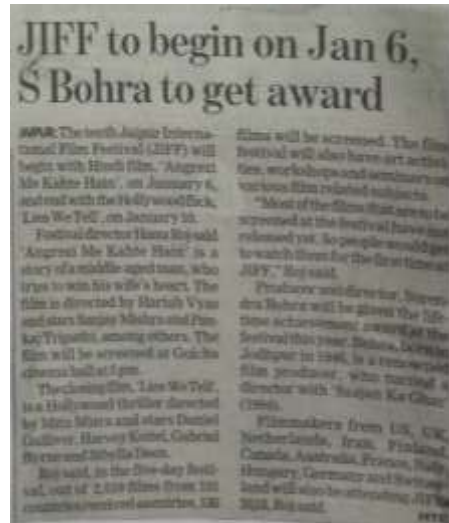 JIFF to begin on Jan 6,
S Bohra to get award
JAIPUR: The tenth Jaipur Interna-
tional Film Festival (JIFF) will
begin with Hindi film, 'Angrezi
Me Kahte Hain', on January 6,
and end with the Hollywood flick,
'Lies We Tell', on January 10.
Festival director Hanu Roj said
'Angrezi Me Kahte Hain' is a
story of a middle-aged man, who
tries to win his wife's heart. The
film is directed by Harish Vyas
and stars Sanjay Mishra and Pan-
kaj Tripathi, among others. The
film will be screened at Golcha
cinema hall at 5 pm.
The closing film, 'Lies We Tell',
is a Hollywood thriller directed
by Mitu Misra and stars
Harvey Keitel, Gabriel
Byrne and Sibylla Deen.
Roj said, in the five-day festi-
val, out of films from
countries received entries,
films will be screened. The film
festival will also have art activi-
ties, workshops and seminars on
various film related subjects.
"Most of the films that are to be
screened at the festival have not
released yet. So people would get
to watch them for the first time at
JIFF," Roj said.
Producer and director, Suren-
dra Bohra will be given the life-
time achievement award at the
festival this year. Bohra, born in
Jodhpur in is a renowned
film producer, who turned a
director with 'Saajan Ka Ghar'
(1994).
Filmmakers from US, UK,
Netherlands, Iran, Finland,
Canada, Australia, France, Italy,
Hungary, Germany and
will also be attending JIFF
2018, Roj said.
HTC